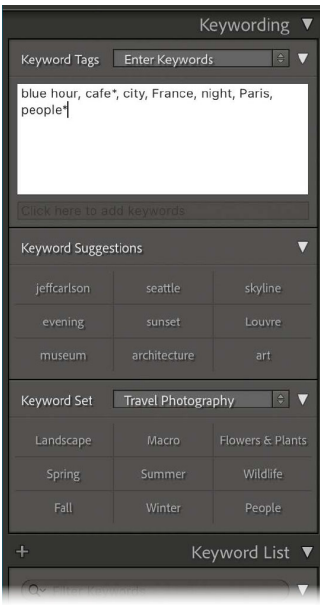 Keywording
Keyword Tags Enter Keywords
blue hour, cafe*, city, France, night, Paris,
people*
Click here to add keywords
Keyword Suggestions
jeffcarlson seattle skyline
evening sunset Louvre
museum architecture art
Keyword Set Travel Photography
Landscape Macro Flowers & Plants
Spring Summer Wildlife
Fall Winter People
+ Keyword List
Filter Keywords